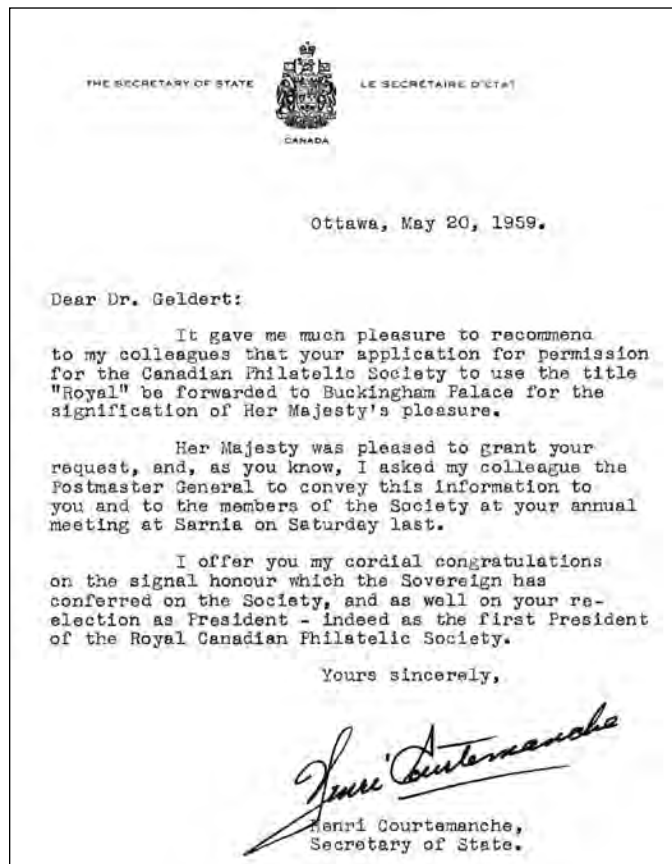 THE SECRETARY OF STATE
LE SECRÉTAIRE D'ÉTAT
CANADA
Ottawa, May 20, 1959.
Dear Dr. Geldert:
It gave me much pleasure to recommend
to my colleagues that your application for permission
for the Canadian Philatelic Society to use the title
"Royal" be forwarded to Buckingham Palace for the
signification of Her Majesty's pleasure.
Her Majesty was pleased to grant your
request, and, as you know, I asked my colleague the
Postmaster General to convey this information to
you and to the members of the Society at your annual
meeting at Sarnia on Saturday last.
I offer you my cordial congratulations
on the signal honour which the Sovereign has
conferred on the Society, and as well on your re-
election as President - indeed as the first President
of the Royal Canadian Philatelic Society.
Yours sincerely,
Henri Courtemanche
Henri Courtemanche,
Secretary of State.